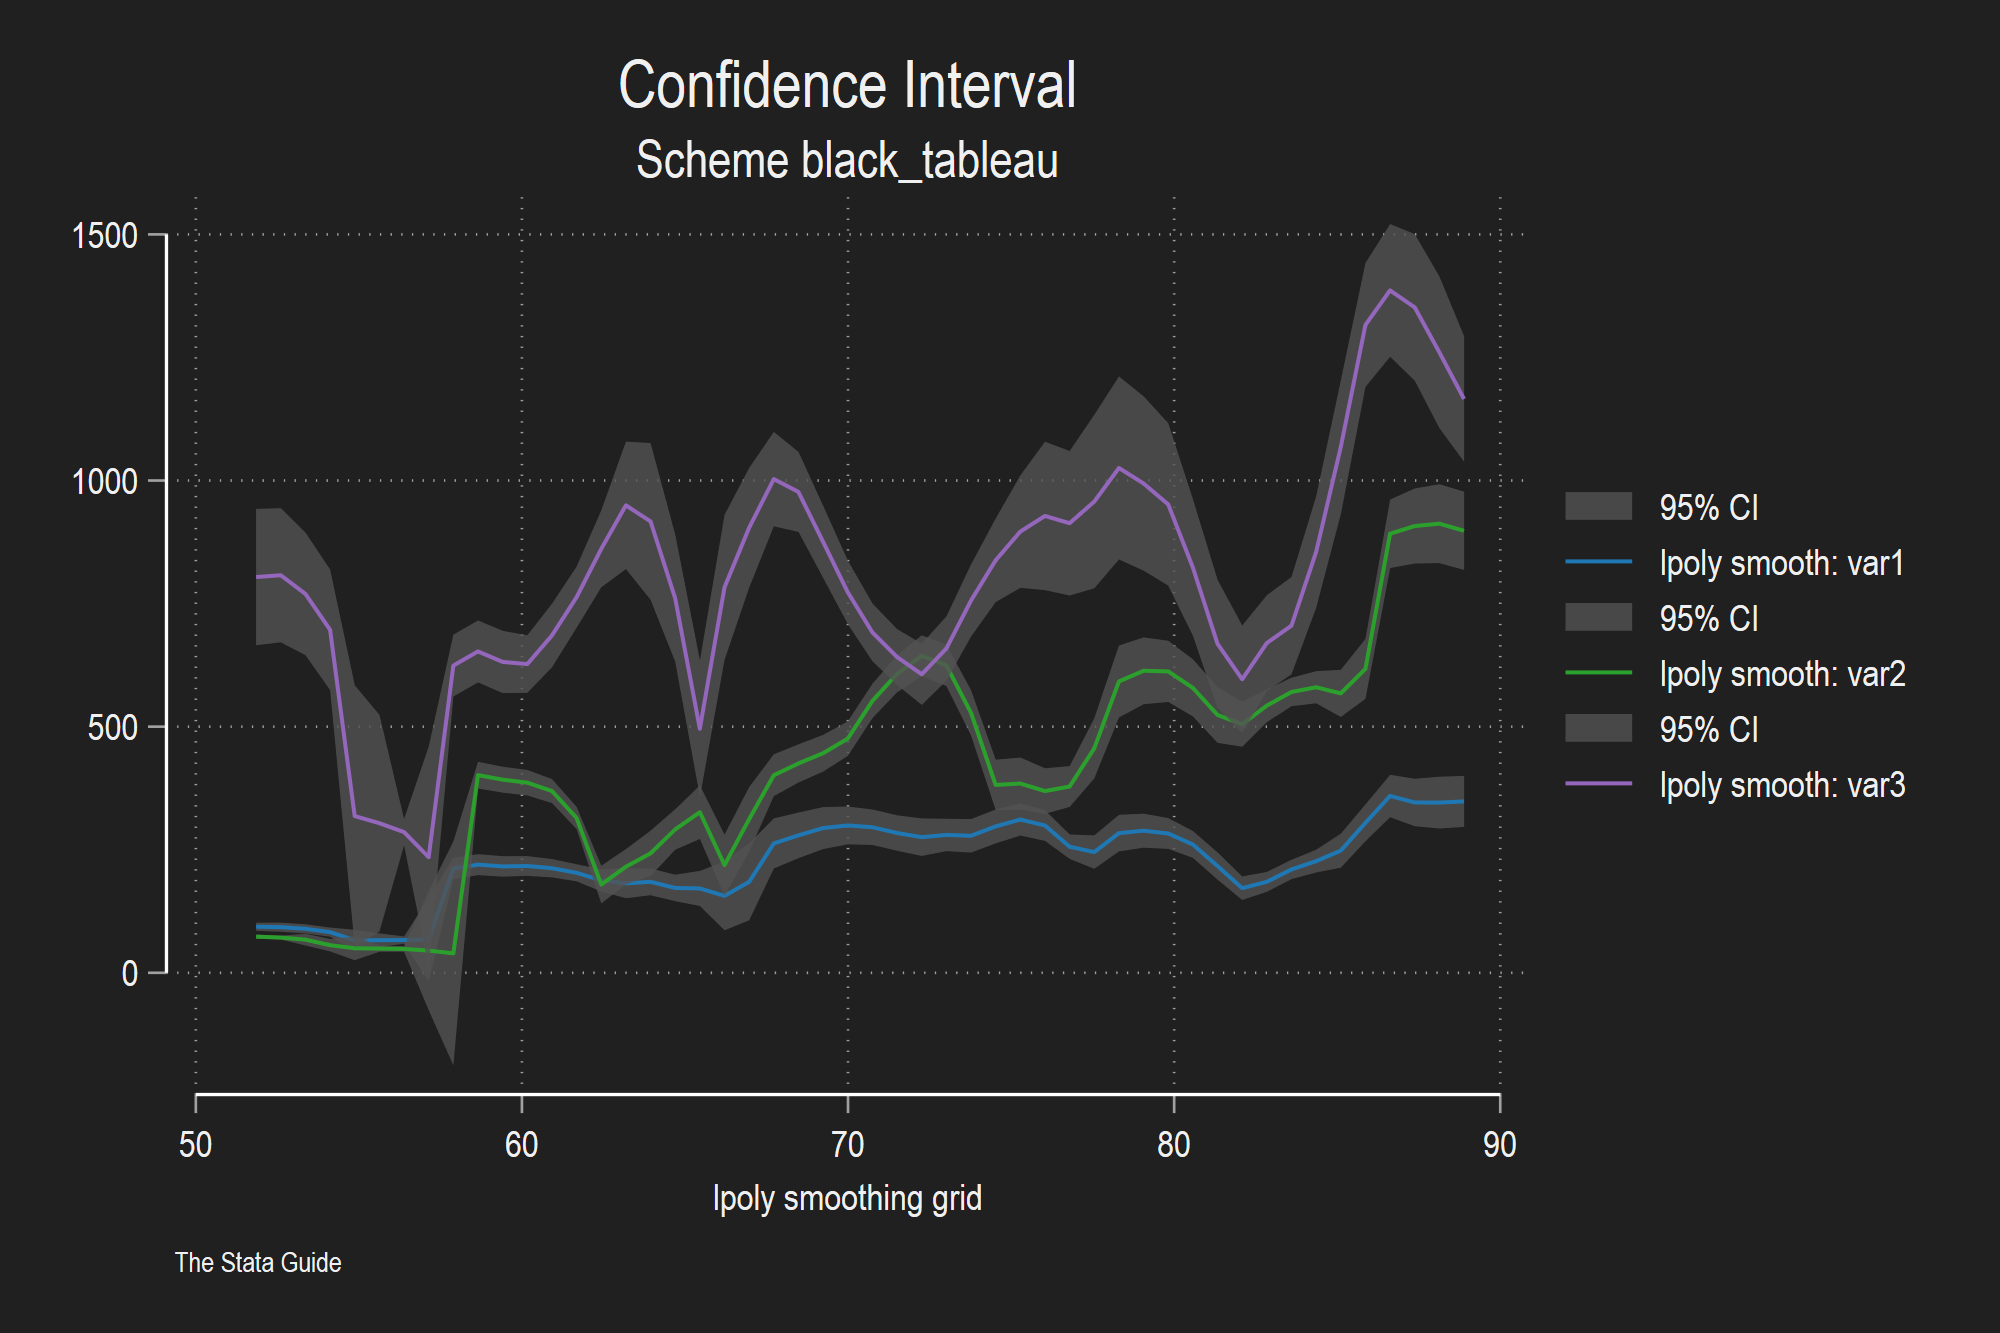 Confidence Interval
Scheme black_tableau
1500
1000
500
0
50 60 70 80 90
lpoly smoothing grid
95% CI
lpoly smooth: var1
95% CI
lpoly smooth: var2
95% CI
lpoly smooth: var3
The Stata Guide